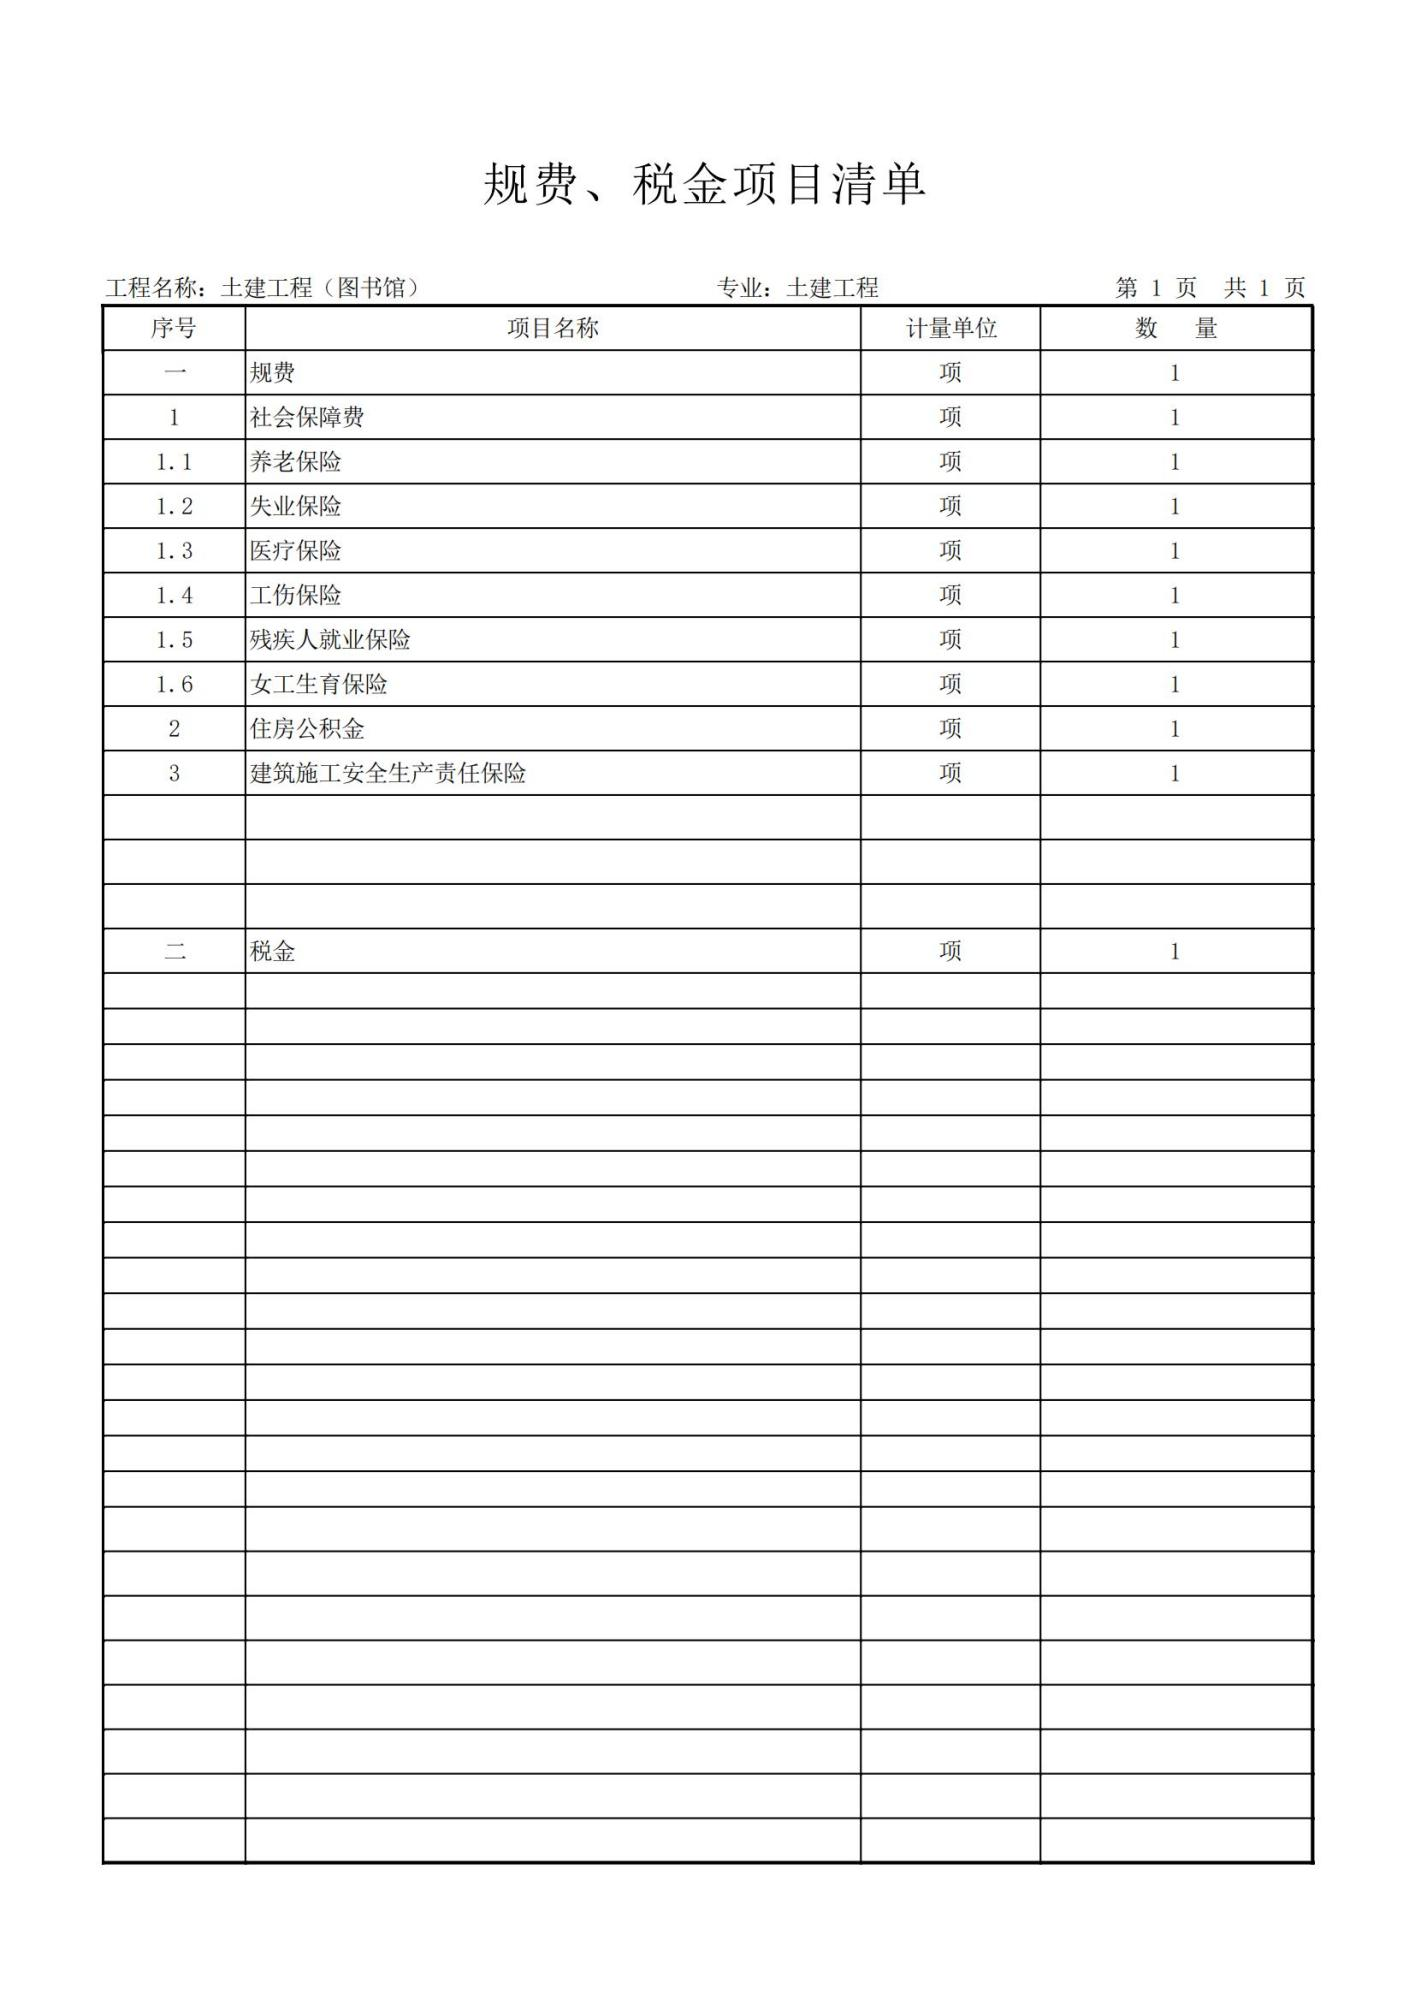 规费、税金项目清单
工程名称：土建工程（图书馆） 专业：土建工程 第 1 页 共 1 页
序号 项目名称 计量单位 数 量
一 规费 项 1
1 社会保障费 项 1
1.1 养老保险 项 1
1.2 失业保险 项 1
1.3 医疗保险 项 1
1.4 工伤保险 项 1
1.5 残疾人就业保险 项 1
1.6 女工生育保险 项 1
2 住房公积金 项 1
3 建筑施工安全生产责任保险 项 1
二 税金 项 1